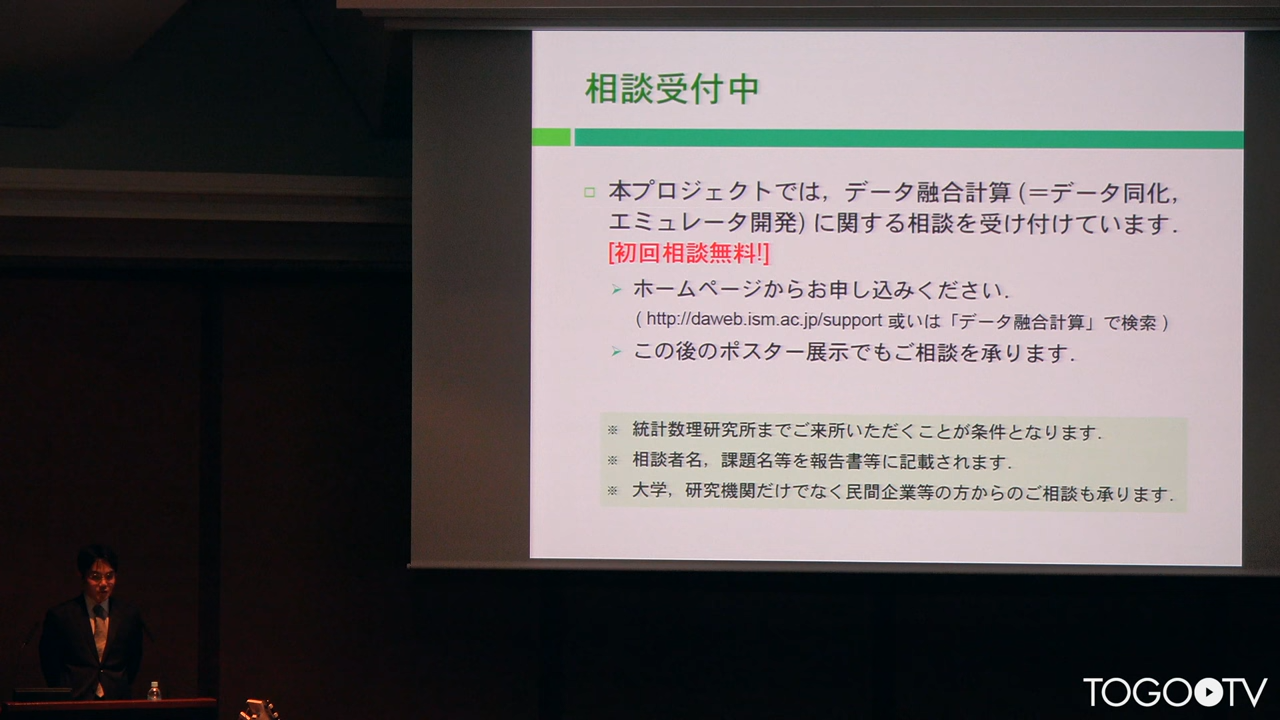 相談受付中
本プロジェクトでは，データ融合計算 (＝データ同化，
エミュレータ開発) に関する相談を受け付けています．
[初回相談無料!]
ホームページからお申し込みください．
( http://daweb.ism.ac.jp/support 或いは「データ融合計算」で検索 )
この後のポスター展示でもご相談を承ります．
※ 統計数理研究所までご来所いただくことが条件となります．
※ 相談者名，課題名等を報告書等に記載されます．
※ 大学，研究機関だけでなく民間企業等の方からのご相談も承ります．
TOGOTV